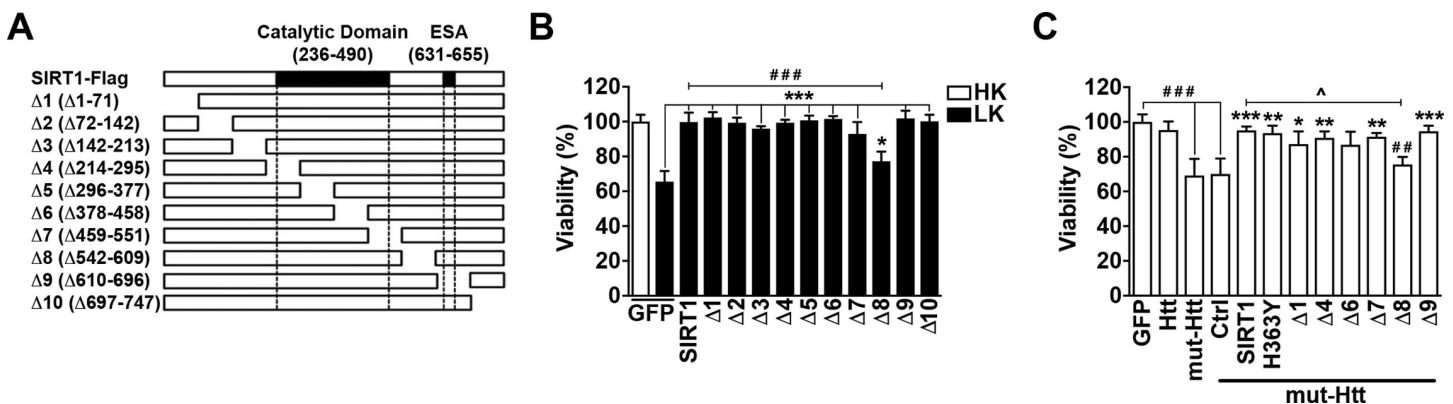 A
Catalytic Domain ESA
(236-490) (631-655)
SIRT1-Flag
Δ1 (Δ1-71)
Δ2 (Δ72-142)
Δ3 (Δ142-213)
Δ4 (Δ214-295)
Δ5 (Δ296-377)
Δ6 (Δ378-458)
Δ7 (Δ459-551)
Δ8 (Δ542-609)
Δ9 (Δ610-696)
Δ10 (Δ697-747)
B
Viability (%)
120
100
80
60
40
20
0
###
***
*
HK
LK
GFP
SIRT1
Δ1
Δ2
Δ3
Δ4
Δ5
Δ6
Δ7
Δ8
Δ9
Δ10
C
Viability (%)
120
100
80
60
40
20
0
###
^
***
**
*
**
**
##
***
GFP
Htt
mut-Htt
Ctrl
SIRT1
H363Y
Δ1
Δ4
Δ6
Δ7
Δ8
Δ9
mut-Htt